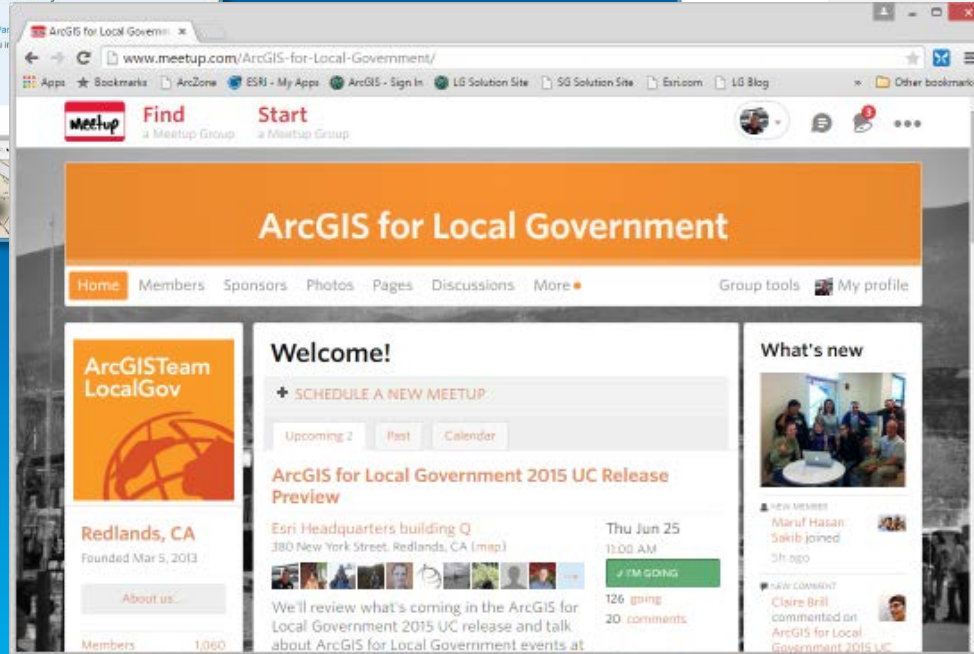 ArcGIS for Local Governm
www.meetup.com/ArcGIS-for-Local-Government/
Apps Bookmarks ArcZone ESRI - My Apps ArcGIS - Sign In LG Solution Site SG Solution Site Esri.com LG Blog » Other bookmark
Meetup
Find
a Meetup Group
Start
a Meetup Group
3
ArcGIS for Local Government
Home Members Sponsors Photos Pages Discussions More Group tools My profile
ArcGISTeam
LocalGov
Redlands, CA
Founded Mar 5, 2013
About us...
Members 1,060
Welcome!
+ SCHEDULE A NEW MEETUP
Upcoming 2 Past Calendar
ArcGIS for Local Government 2015 UC Release
Preview
Esri Headquarters building Q
380 New York Street, Redlands, CA (map)
We'll review what's coming in the ArcGIS for
Local Government 2015 UC release and talk
about ArcGIS for Local Government events at
Thu Jun 25
11:00 AM
✓ I'M GOING
126 going
20 comments
What's new
NEW MEMBER
Maruf Hasan
Sakib joined
5h ago
NEW COMMENT
Claire Brill
commented on
ArcGIS for Local
Government 2015 UC